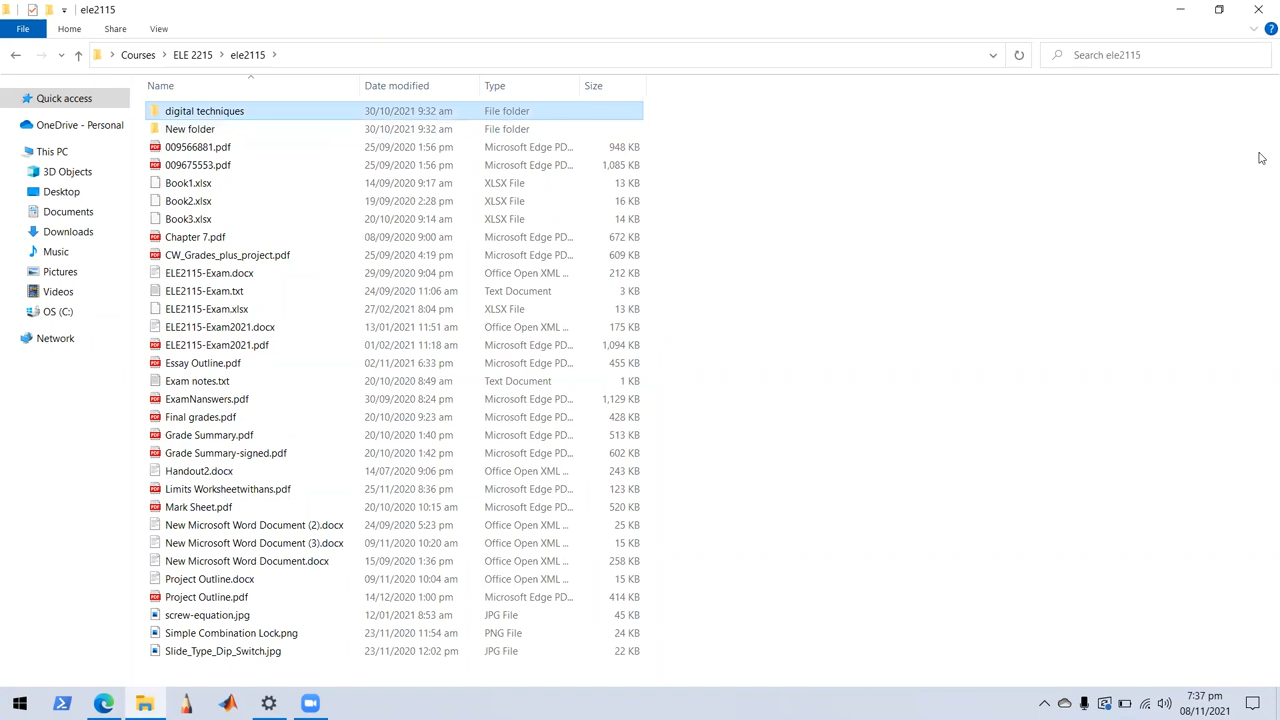 ele2115
File Home Share View
Courses ELE 2215 ele2115 Search ele2115
Name Date modified Type Size
Quick access
OneDrive - Personal
This PC
3D Objects
Desktop
Documents
Downloads
Music
Pictures
Videos
OS (C:)
Network
digital techniques 30/10/2021 9:32 am File folder
New folder 30/10/2021 9:32 am File folder
009566881.pdf 25/09/2020 1:56 pm Microsoft Edge PD... 948 KB
009675553.pdf 25/09/2020 1:56 pm Microsoft Edge PD... 1,085 KB
Book1.xlsx 14/09/2020 9:17 am XLSX File 13 KB
Book2.xlsx 19/09/2020 2:28 pm XLSX File 16 KB
Book3.xlsx 20/10/2020 9:14 am XLSX File 14 KB
Chapter 7.pdf 08/09/2020 9:00 am Microsoft Edge PD... 672 KB
CW_Grades_plus_project.pdf 25/09/2020 4:19 pm Microsoft Edge PD... 609 KB
ELE2115-Exam.docx 29/09/2020 9:04 pm Office Open XML ... 212 KB
ELE2115-Exam.txt 24/09/2020 11:06 am Text Document 3 KB
ELE2115-Exam.xlsx 27/02/2021 8:04 pm XLSX File 13 KB
ELE2115-Exam2021.docx 13/01/2021 11:51 am Office Open XML ... 175 KB
ELE2115-Exam2021.pdf 01/02/2021 11:18 am Microsoft Edge PD... 1,094 KB
Essay Outline.pdf 02/11/2021 6:33 pm Microsoft Edge PD... 455 KB
Exam notes.txt 20/10/2020 8:49 am Text Document 1 KB
ExamNanswers.pdf 30/09/2020 8:24 pm Microsoft Edge PD... 1,129 KB
Final grades.pdf 20/10/2020 9:23 am Microsoft Edge PD... 428 KB
Grade Summary.pdf 20/10/2020 1:40 pm Microsoft Edge PD... 513 KB
Grade Summary-signed.pdf 20/10/2020 1:42 pm Microsoft Edge PD... 602 KB
Handout2.docx 14/07/2020 9:06 pm Office Open XML ... 243 KB
Limits Worksheetwithans.pdf 25/11/2020 8:36 pm Microsoft Edge PD... 123 KB
Mark Sheet.pdf 20/10/2020 10:15 am Microsoft Edge PD... 520 KB
New Microsoft Word Document (2).docx 24/09/2020 5:23 pm Office Open XML ... 25 KB
New Microsoft Word Document (3).docx 09/11/2020 10:20 am Office Open XML ... 15 KB
New Microsoft Word Document.docx 15/09/2020 1:36 pm Office Open XML ... 258 KB
Project Outline.docx 09/11/2020 10:04 am Office Open XML ... 15 KB
Project Outline.pdf 14/12/2020 1:00 pm Microsoft Edge PD... 414 KB
screw-equation.jpg 12/01/2021 8:53 am JPG File 45 KB
Simple Combination Lock.png 23/11/2020 11:54 am PNG File 24 KB
Slide_Type_Dip_Switch.jpg 23/11/2020 12:02 pm JPG File 22 KB
7:37 pm
08/11/2021